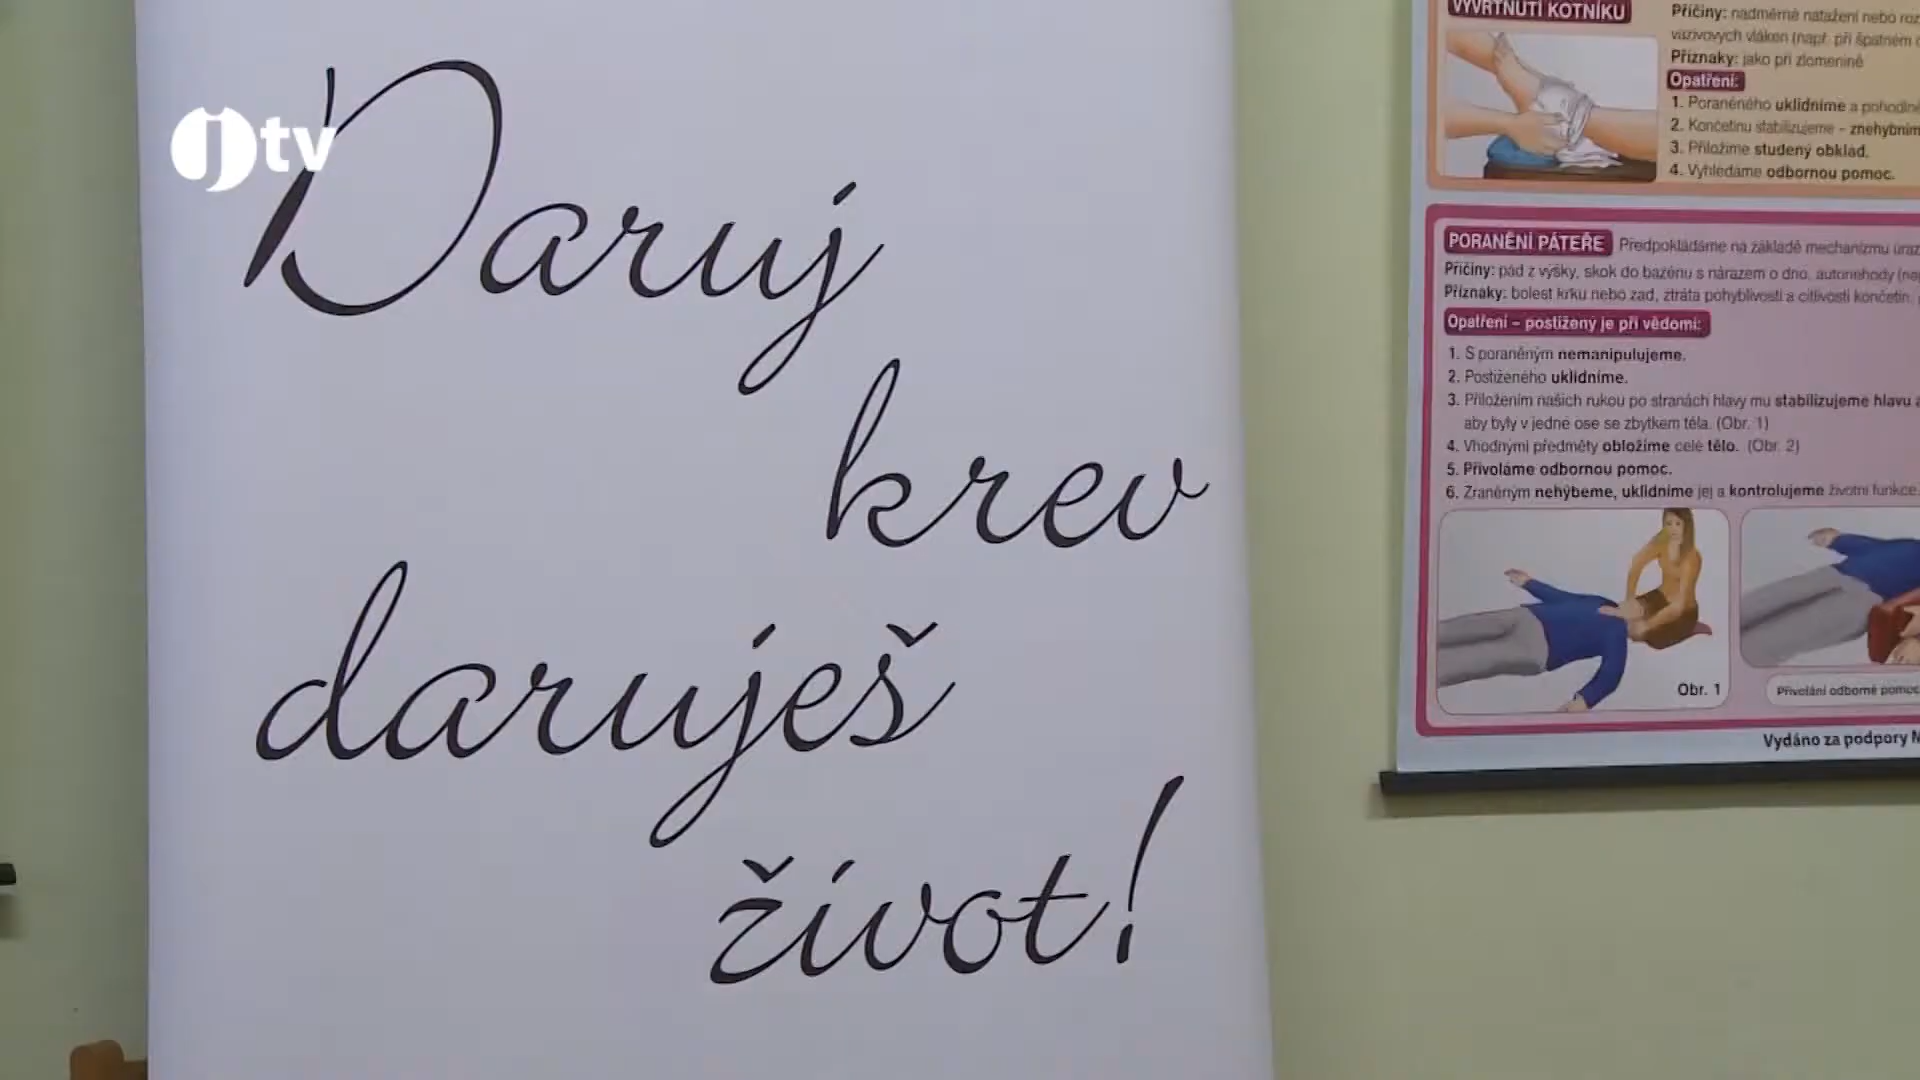 jtv
Daruj
krev
daruješ
život!
VYVRTNUTÍ KOTNÍKU
Příčiny: nadměrné natažení nebo
vazivových vláken (např. při špatném
Příznaky: jako při zlomenině
Opatření:
1. Poraněného uklidníme a pohodlně
2. Končetinu stabilizujeme – znehybním
3. Přiložíme studený obklad.
4. Vyhledáme odbornou pomoc.
PORANĚNÍ PÁTEŘE Předpokládáme na základě mechanizmu úraz
Příčiny: pád z výšky, skok do bazénu s nárazem o dno, autonehody
Příznaky: bolest krku nebo zad, ztráta pohyblivosti a citlivosti končetin,
Opatření – postižený je při vědomí:
1. S poraněným nemanipulujeme.
2. Postiženého uklidníme.
3. Přiložením našich rukou po stranách hlavy mu stabilizujeme hlavu a
aby byly v jedné ose se zbytkem těla. (Obr. 1)
4. Vhodnými předměty obložíme celé tělo. (Obr. 2)
5. Přivoláme odbornou pomoc.
6. Zraněným nehýbeme, uklidníme jej a kontrolujeme životní funkce.
Obr. 1
Přivolání odborné pomoc
Vydáno za podpory